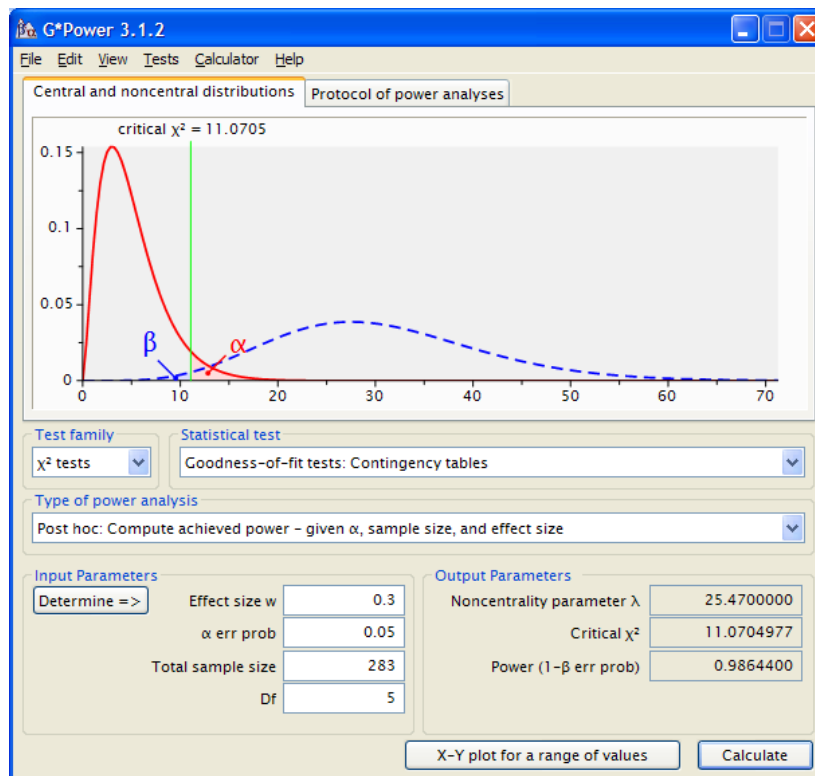 G*Power 3.1.2
File Edit View Tests Calculator Help
Central and noncentral distributions Protocol of power analyses
critical χ² = 11.0705
0.15
0.1
0.05
0
β
α
0 10 20 30 40 50 60 70
Test family Statistical test
χ² tests Goodness-of-fit tests: Contingency tables
Type of power analysis
Post hoc: Compute achieved power – given α, sample size, and effect size
Input Parameters Output Parameters
Determine => Effect size w 0.3 Noncentrality parameter λ 25.4700000
α err prob 0.05 Critical χ² 11.0704977
Total sample size 283 Power (1-β err prob) 0.9864400
Df 5
X-Y plot for a range of values Calculate